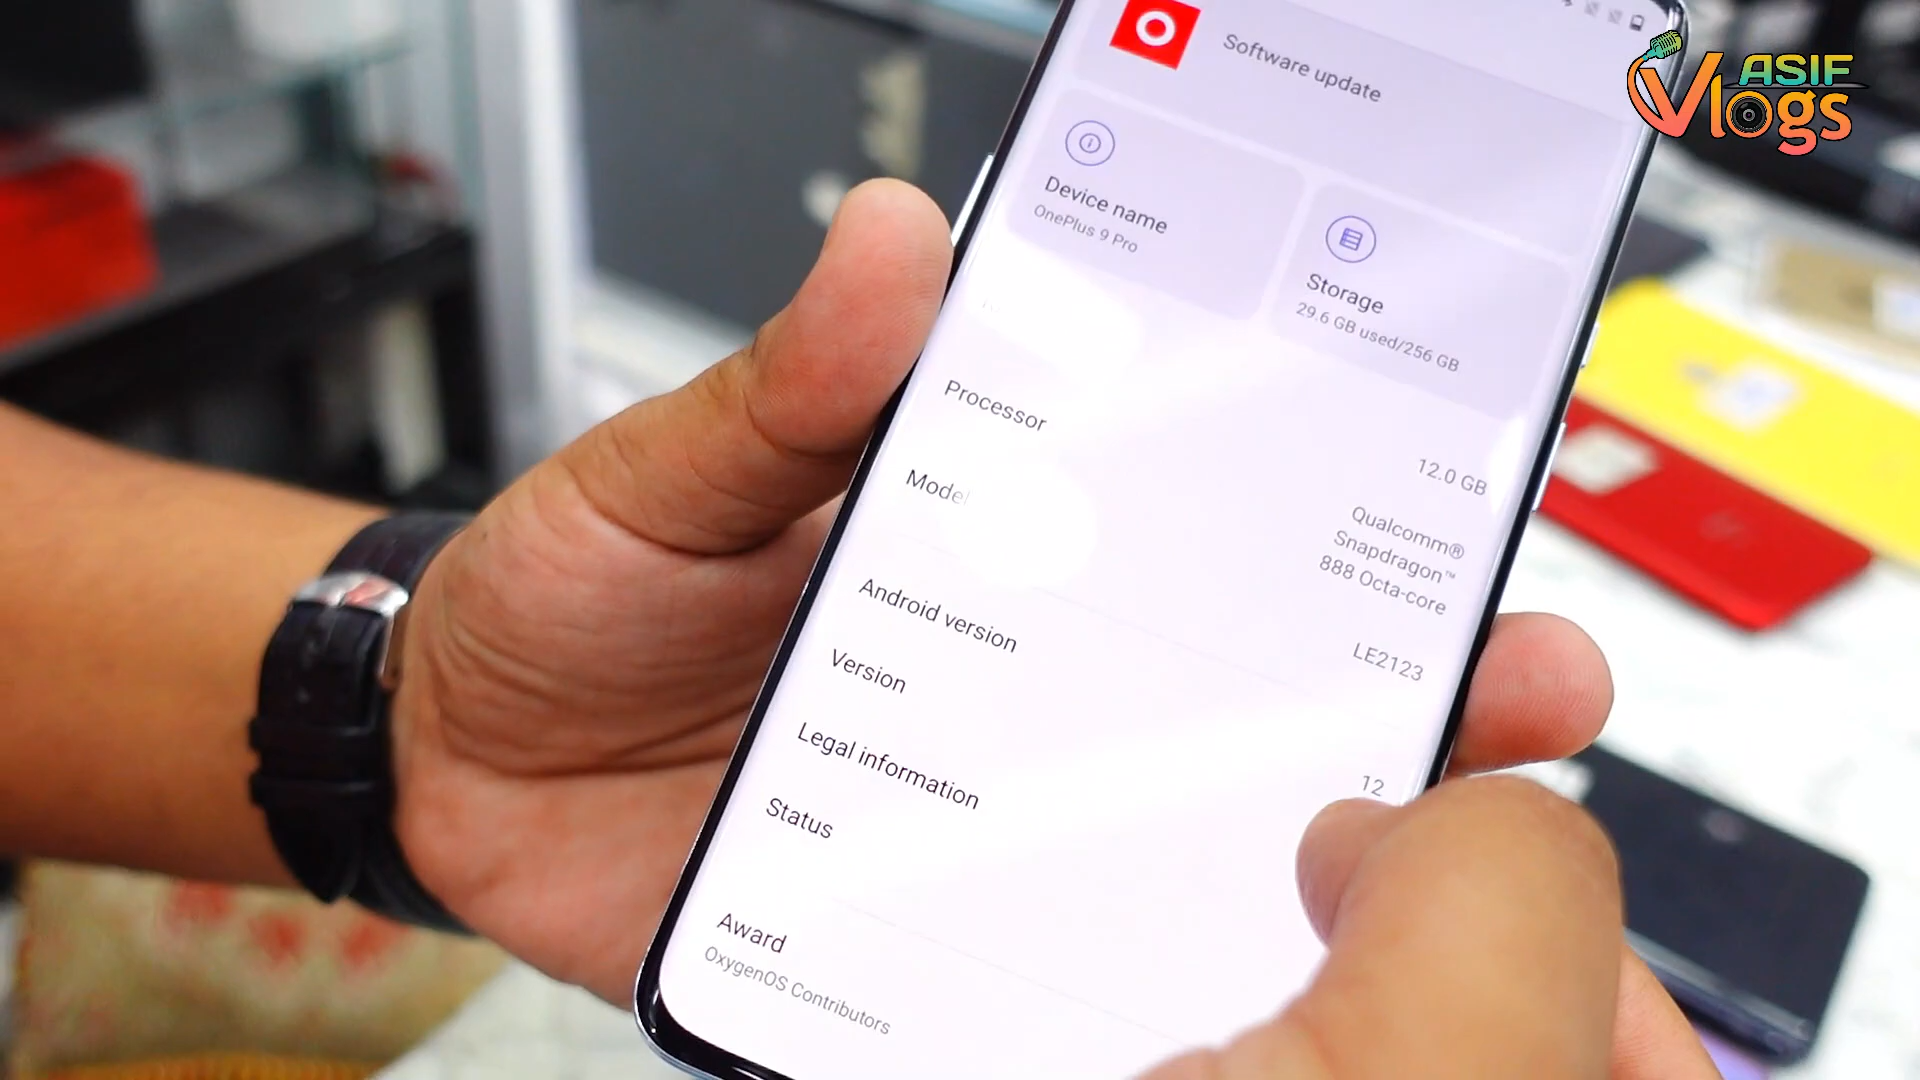 Software update
ASIF
Vlogs
Device name
OnePlus 9 Pro
Storage
29.6 GB used/256 GB
Processor
12.0 GB
Model
Qualcomm®
Snapdragon™
888 Octa-core
Android version
LE2123
Version
Legal information
12
Status
Award
OxygenOS Contributors